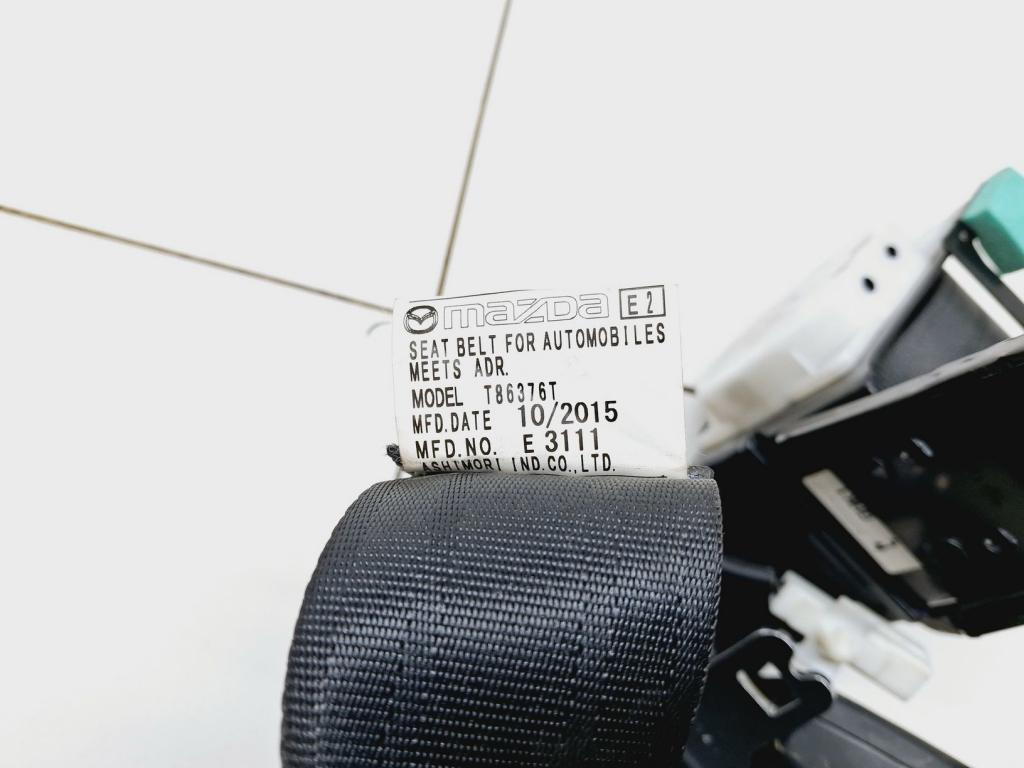 mazda E2
SEAT BELT FOR AUTOMOBILES
MEETS ADR.
MODEL T86376T
MFD.DATE 10/2015
MFD.NO. E 3111
ASHIMORI IND.CO.,LTD.